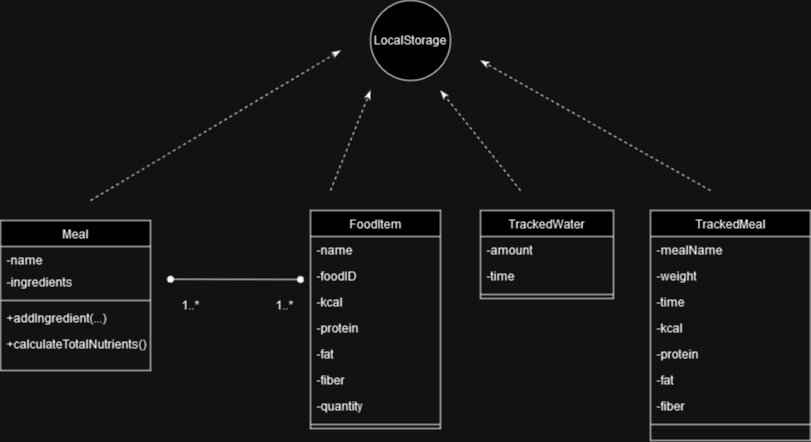 LocalStorage
Meal
-name
-ingredients
+addIngredient(...)
+calculateTotalNutrients()
1..*
1..*
FoodItem
-name
-foodID
-kcal
-protein
-fat
-fiber
-quantity
TrackedWater
-amount
-time
TrackedMeal
-mealName
-weight
-time
-kcal
-protein
-fat
-fiber